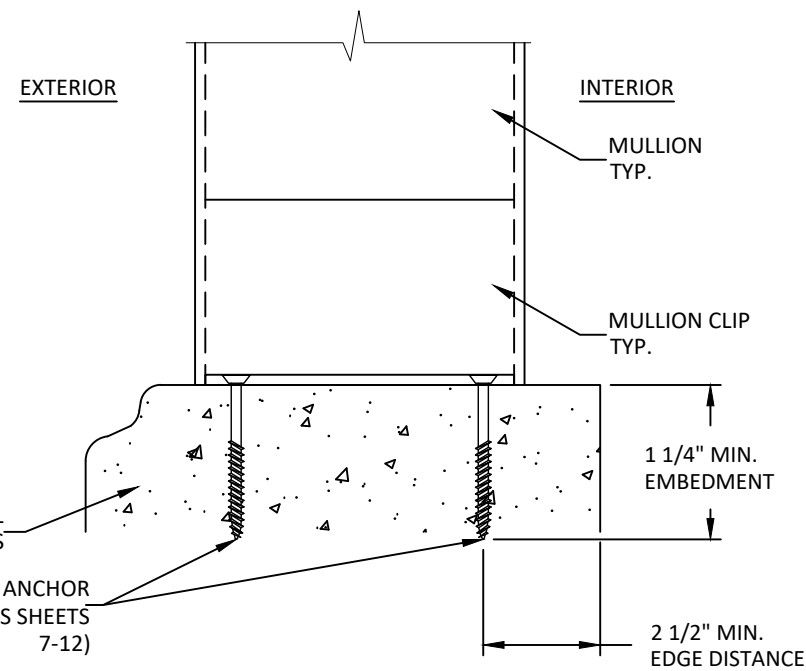 EXTERIOR
INTERIOR
MULLION
TYP.
MULLION CLIP
TYP.
1 1/4" MIN.
EMBEDMENT
ANCHOR
SHEETS
7-12)
2 1/2" MIN.
EDGE DISTANCE